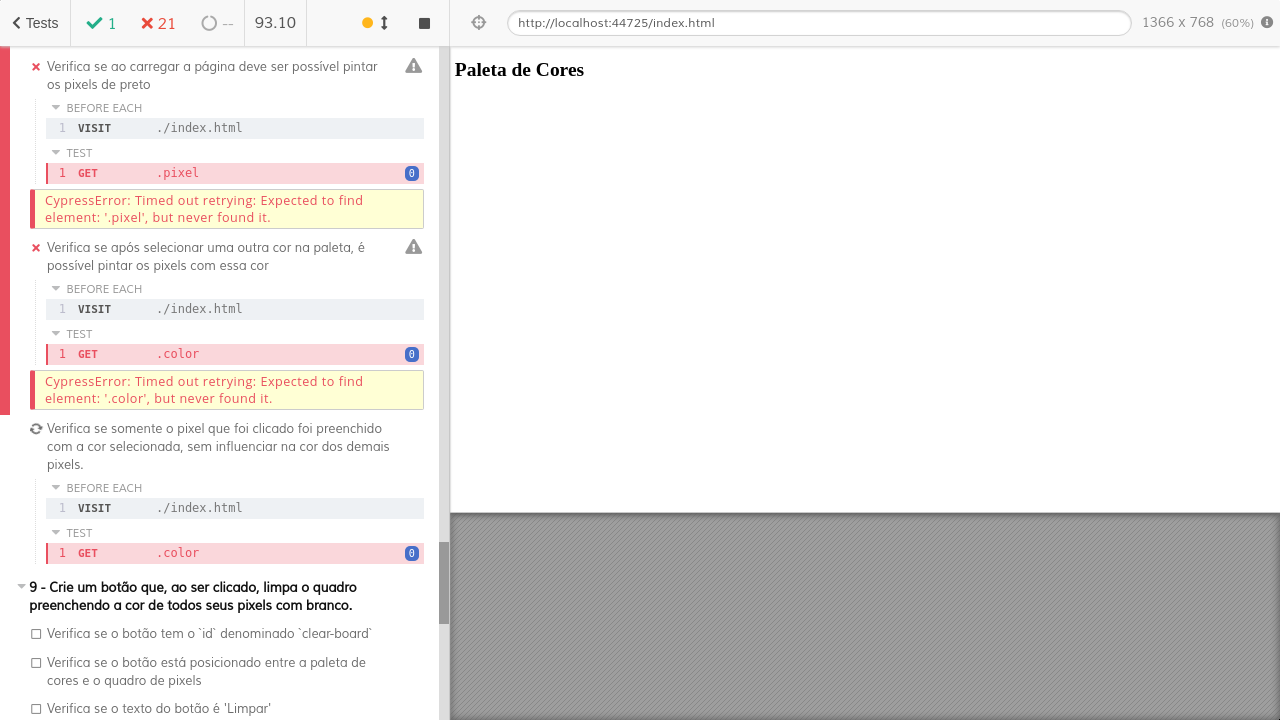 Tests
1
21
--
93.10
http://localhost:44725/index.html
1366 x 768 (60%)
Verifica se ao carregar a página deve ser possível pintar
os pixels de preto
BEFORE EACH
1 VISIT ./index.html
TEST
1 GET .pixel 0
CypressError: Timed out retrying: Expected to find
element: '.pixel', but never found it.
Verifica se após selecionar uma outra cor na paleta, é
possível pintar os pixels com essa cor
BEFORE EACH
1 VISIT ./index.html
TEST
1 GET .color 0
CypressError: Timed out retrying: Expected to find
element: '.color', but never found it.
Verifica se somente o pixel que foi clicado foi preenchido
com a cor selecionada, sem influenciar na cor dos demais
pixels.
BEFORE EACH
1 VISIT ./index.html
TEST
1 GET .color 0
9 - Crie um botão que, ao ser clicado, limpa o quadro
preenchendo a cor de todos seus pixels com branco.
Verifica se o botão tem o `id` denominado `clear-board`
Verifica se o botão está posicionado entre a paleta de
cores e o quadro de pixels
Verifica se o texto do botão é 'Limpar'
Paleta de Cores